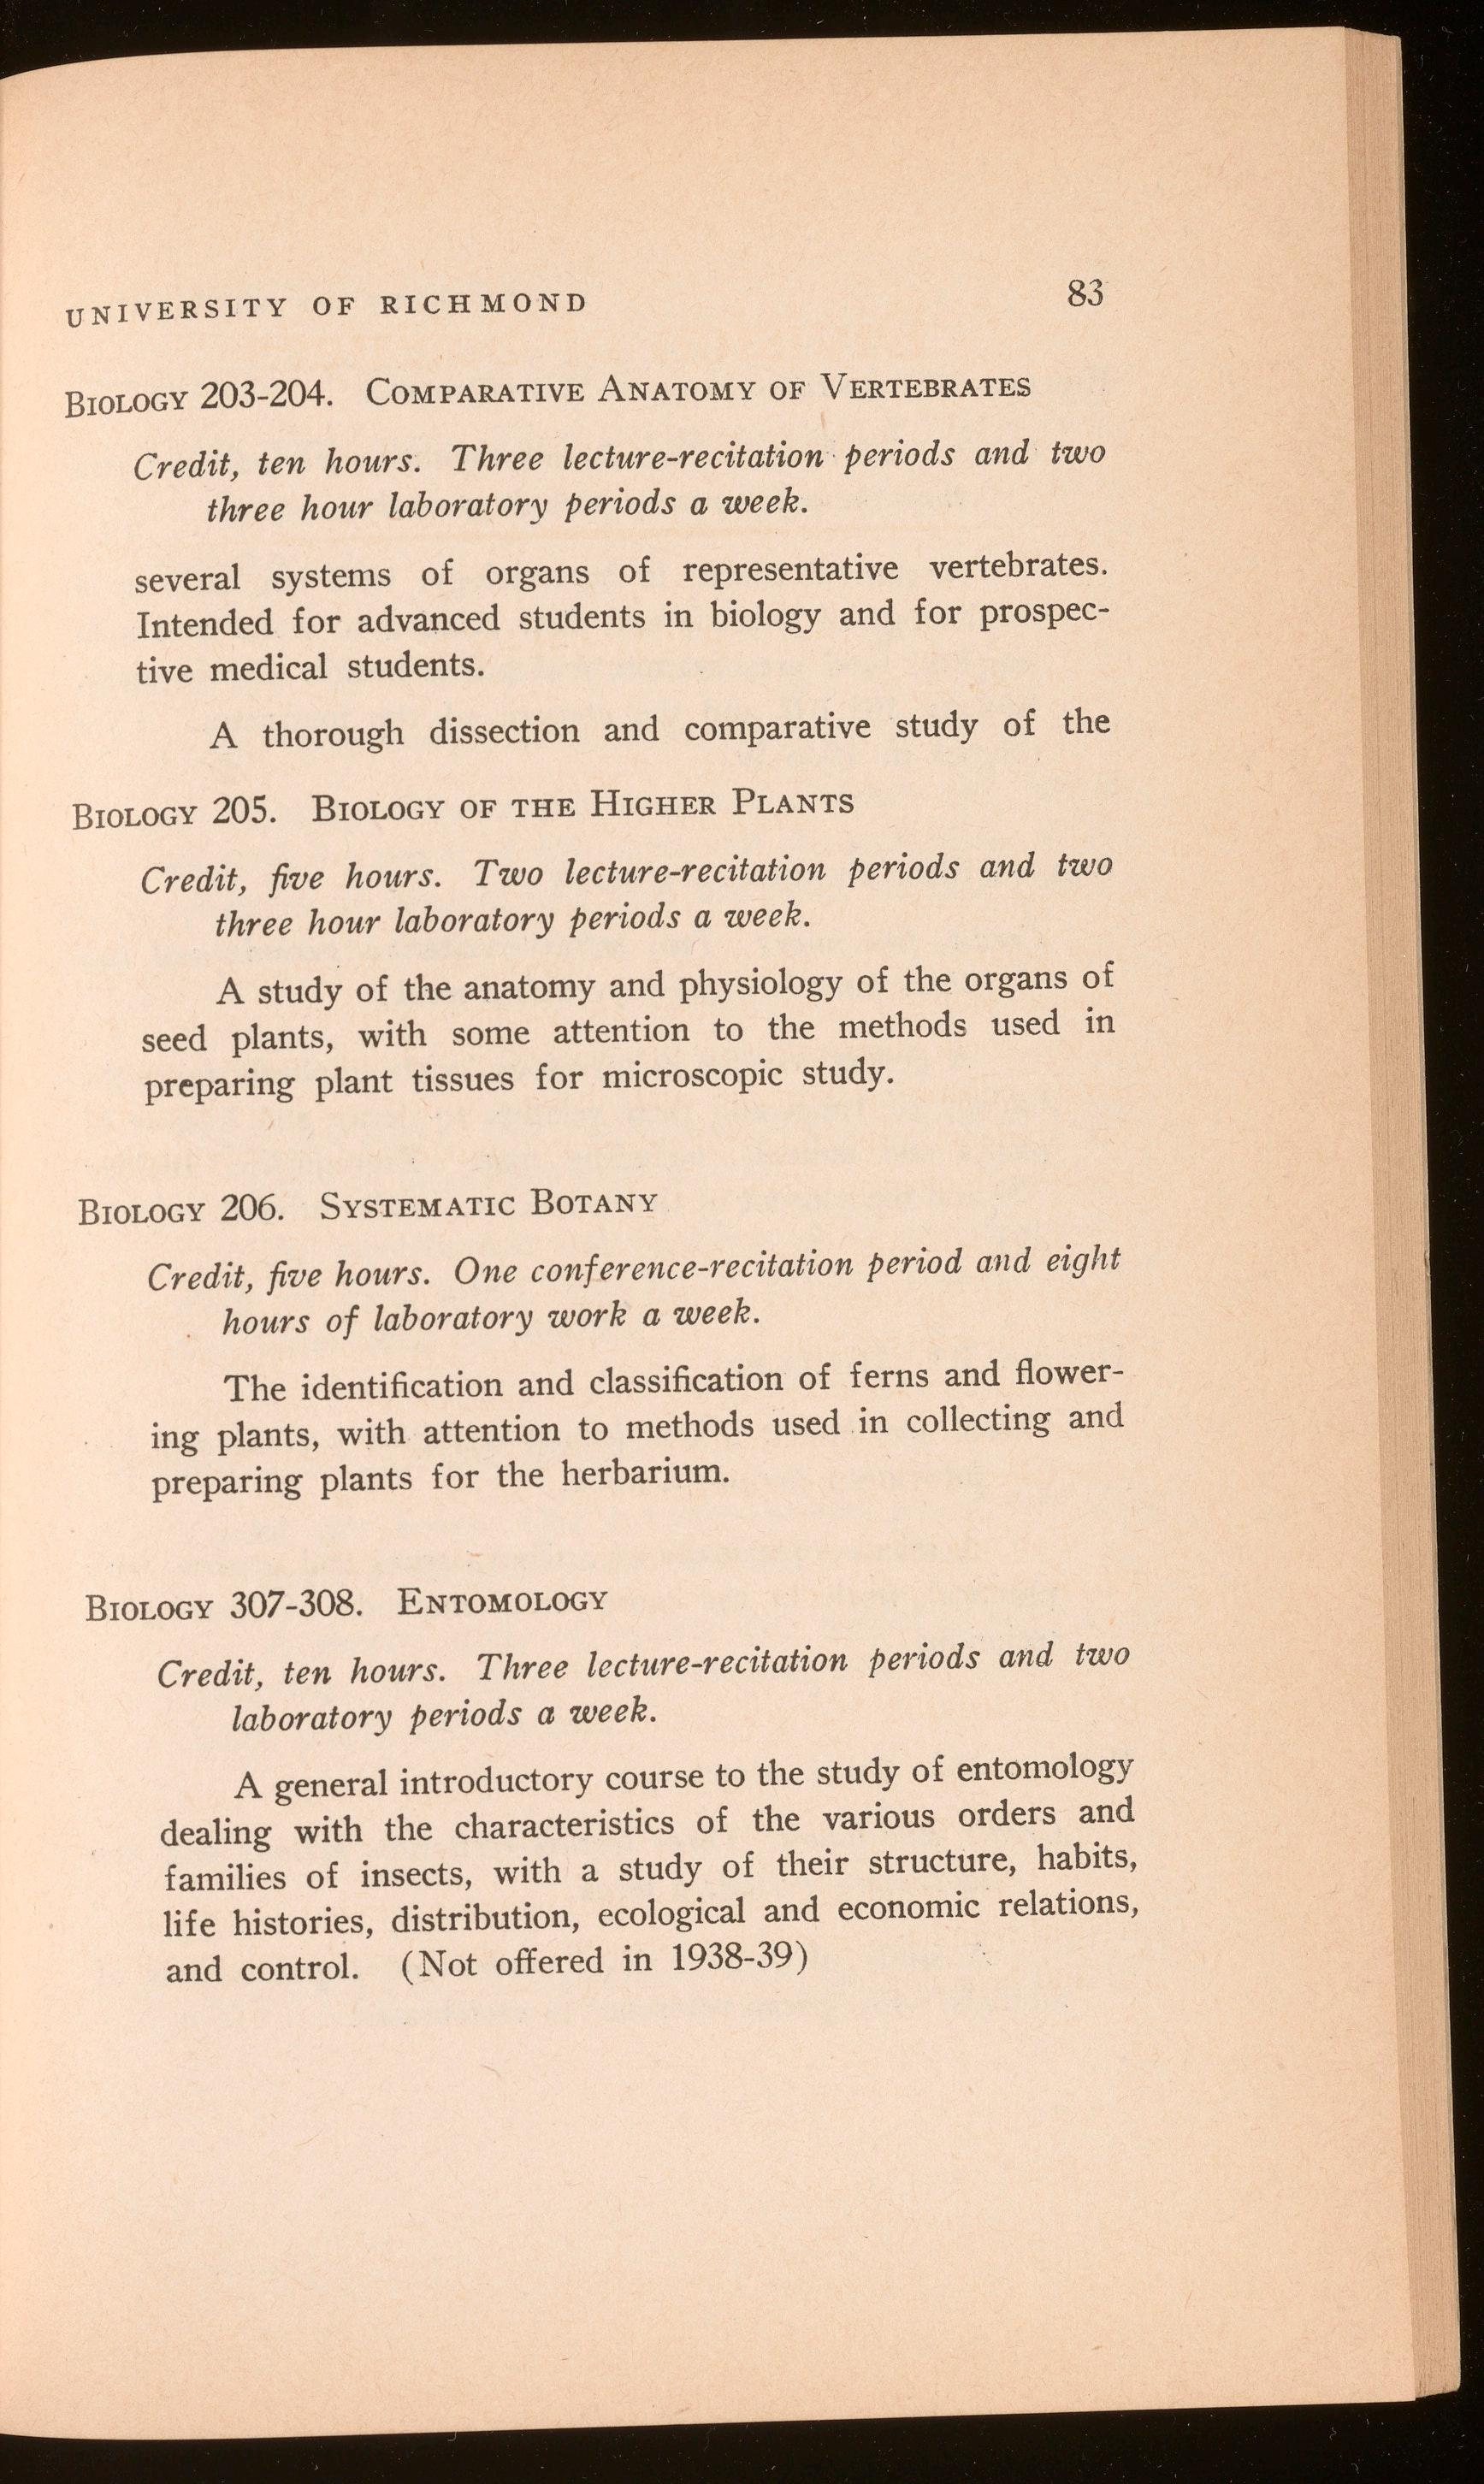 UNIVERSITY OF RICHMOND 83
BIOLOGY 203-204. COMPARATIVE ANATOMY OF VERTEBRATES
Credit, ten hours. Three lecture-recitation periods and two
three hour laboratory periods a week.
several systems of organs of representative vertebrates.
Intended for advanced students in biology and for prospec-
tive medical students.
A thorough dissection and comparative study of the
BIOLOGY 205. BIOLOGY OF THE HIGHER PLANTS
Credit, five hours. Two lecture-recitation periods and two
three hour laboratory periods a week.
A study of the anatomy and physiology of the organs of
seed plants, with some attention to the methods used in
preparing plant tissues for microscopic study.
BIOLOGY 206. SYSTEMATIC BOTANY
Credit, five hours. One conference-recitation period and eight
hours of laboratory work a week.
The identification and classification of ferns and flower-
ing plants, with attention to methods used in collecting and
preparing plants for the herbarium.
BIOLOGY 307-308. ENTOMOLOGY
Credit, ten hours. Three lecture-recitation periods and two
laboratory periods a week.
A general introductory course to the study of entomology
dealing with the characteristics of the various orders and
families of insects, with a study of their structure, habits,
life histories, distribution, ecological and economic relations,
and control. (Not offered in 1938-39)